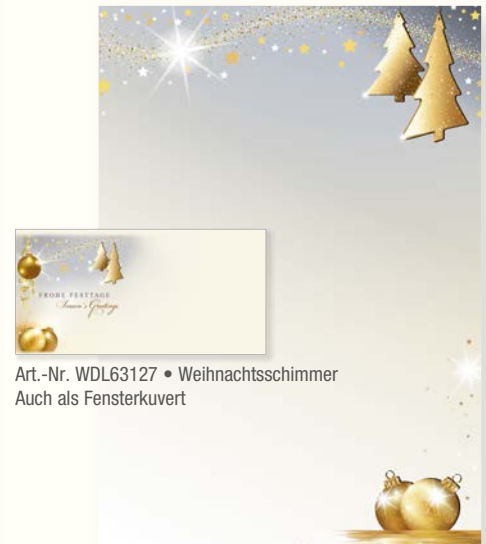 FROHE FESTTAGE
Season's Greetings
Art.-Nr. WDL63127 • Weihnachtsschimmer
Auch als Fensterkuvert